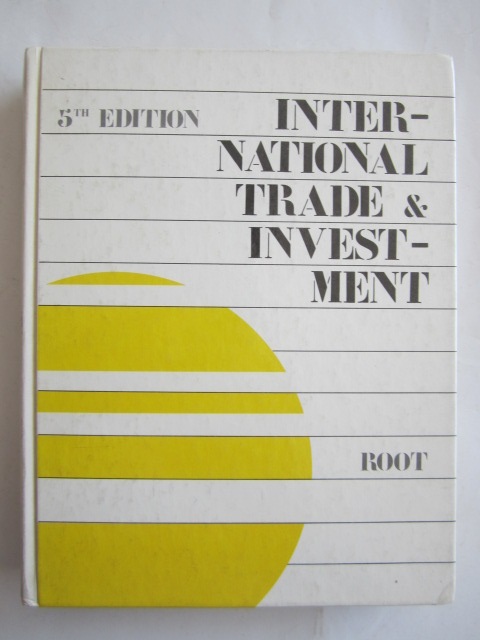 5TH EDITION
INTER-
NATIONAL
TRADE &
INVEST-
MENT
ROOT